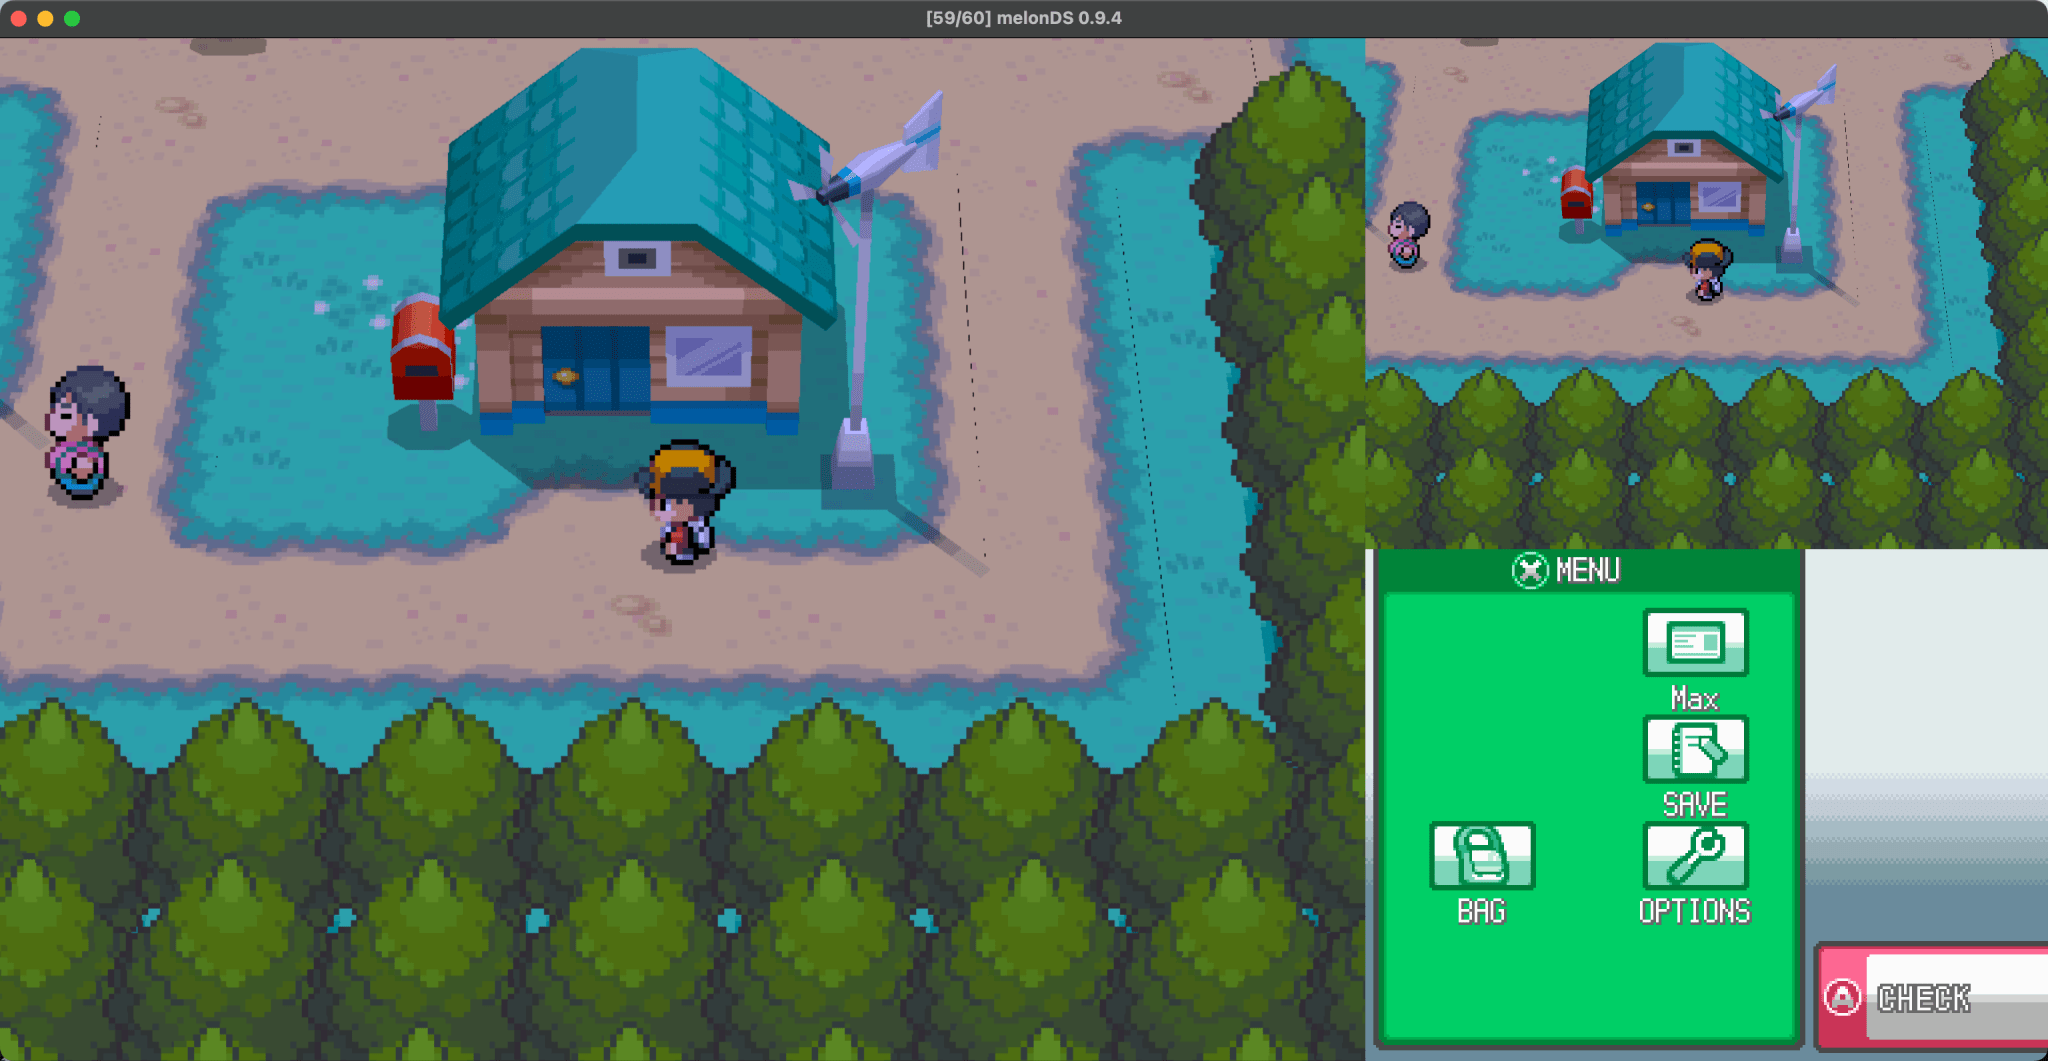 [59/60] melonDS 0.9.4
MENU
Max
SAVE
BAG
OPTIONS
A CHECK